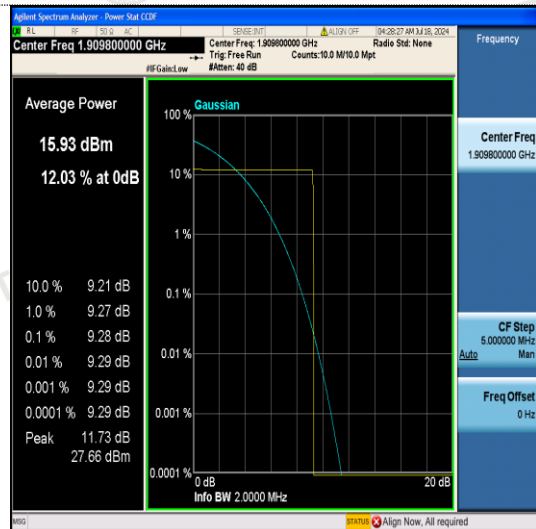 Agilent Spectrum Analyzer - Power Stat CCDF
RL RF 50 Ω AC SENSE:INT ALIGN OFF 04:28:27 AM Jul 18, 2024
Center Freq 1.909800000 GHz
Center Freq: 1.909800000 GHz
Radio Std: None
Trig: Free Run Counts:10.0 M/10.0 Mpt
#IFGain:Low #Atten: 40 dB
Frequency
Average Power
15.93 dBm
12.03 % at 0dB
10.0 % 9.21 dB
1.0 % 9.27 dB
0.1 % 9.28 dB
0.01 % 9.29 dB
0.001 % 9.29 dB
0.0001 % 9.29 dB
Peak 11.73 dB
27.66 dBm
Gaussian
100 %
10 %
1 %
0.1 %
0.01 %
0.001 %
0.0001 %
0 dB 20 dB
Info BW 2.0000 MHz
Center Freq
1.909800000 GHz
CF Step
5.000000 MHz
Auto Man
Freq Offset
0 Hz
MSG STATUS Align Now, All required